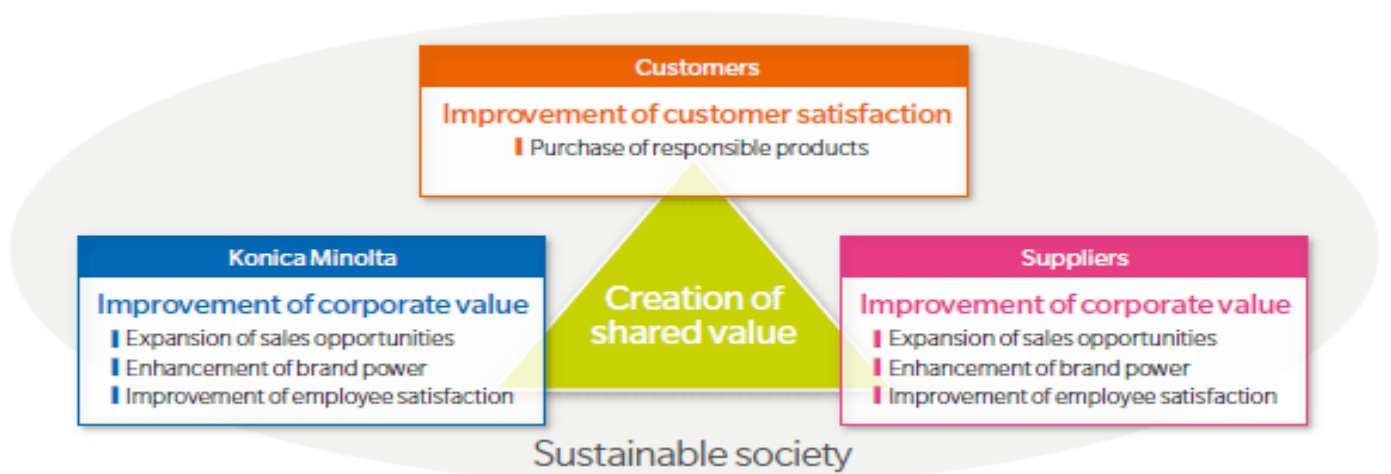 Customers
Improvement of customer satisfaction
Purchase of responsible products
Konica Minolta
Improvement of corporate value
Expansion of sales opportunities
Enhancement of brand power
Improvement of employee satisfaction
Creation of
shared value
Suppliers
Improvement of corporate value
Expansion of sales opportunities
Enhancement of brand power
Improvement of employee satisfaction
Sustainable society